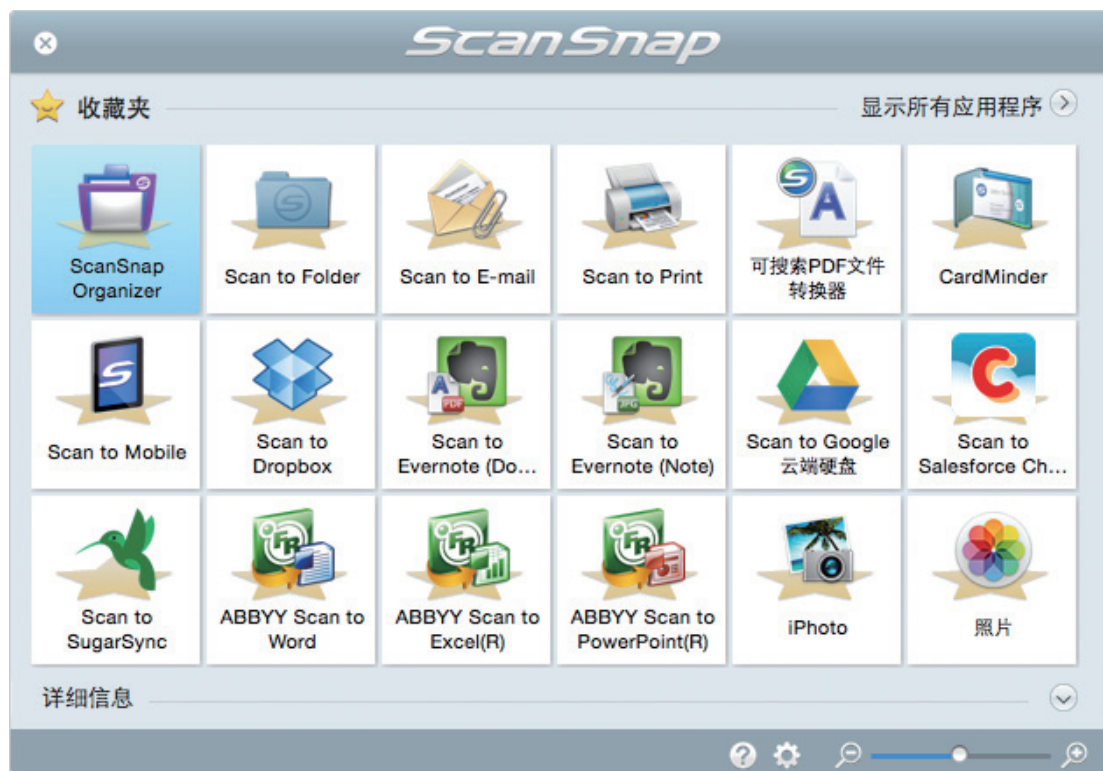 ScanSnap
收藏夹
显示所有应用程序
ScanSnap
Organizer
Scan to Folder
Scan to E-mail
Scan to Print
可搜索PDF文件
转换器
CardMinder
Scan to Mobile
Scan to
Dropbox
Scan to
Evernote (Do...
Scan to
Evernote (Note)
Scan to Google
云端硬盘
Scan to
Salesforce Ch...
Scan to
SugarSync
ABBYY Scan to
Word
ABBYY Scan to
Excel(R)
ABBYY Scan to
PowerPoint(R)
iPhoto
照片
详细信息